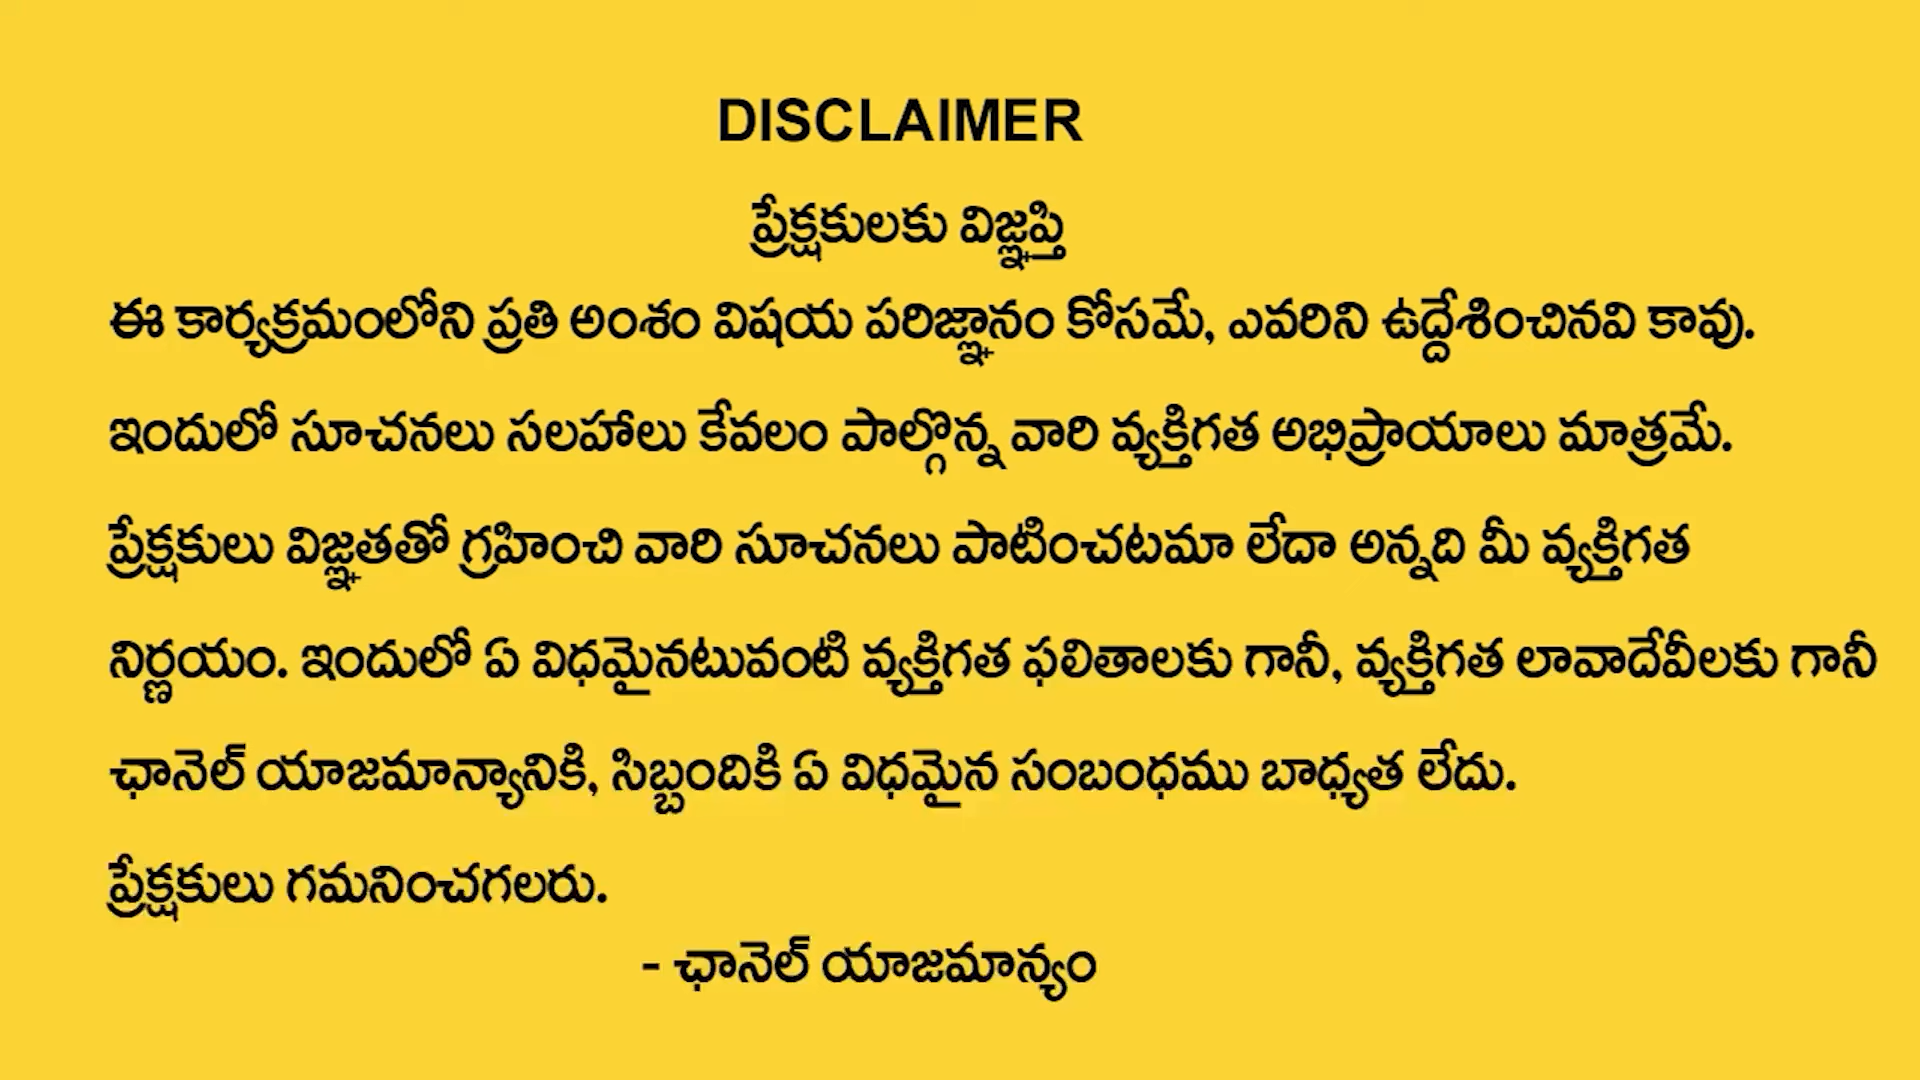 DISCLAIMER
ప్రేక్షకులకు విజ్ఞప్తి
ఈ కార్యక్రమంలోని ప్రతి అంశం విషయ పరిజ్ఞానం కోసమే, ఎవరిని ఉద్దేశించినవి కావు.
ఇందులో సూచనలు సలహాలు కేవలం పాల్గొన్న వారి వ్యక్తిగత అభిప్రాయాలు మాత్రమే.
ప్రేక్షకులు విజ్ఞతతో గ్రహించి వారి సూచనలు పాటించటమా లేదా అన్నది మీ వ్యక్తిగత
నిర్ణయం. ఇందులో ఏ విధమైనటువంటి వ్యక్తిగత ఫలితాలకు గానీ, వ్యక్తిగత లావాదేవీలకు గానీ
ఛానెల్ యాజమాన్యానికి, సిబ్బందికి ఏ విధమైన సంబంధము బాధ్యత లేదు.
ప్రేక్షకులు గమనించగలరు.
- ఛానెల్ యాజమాన్యం